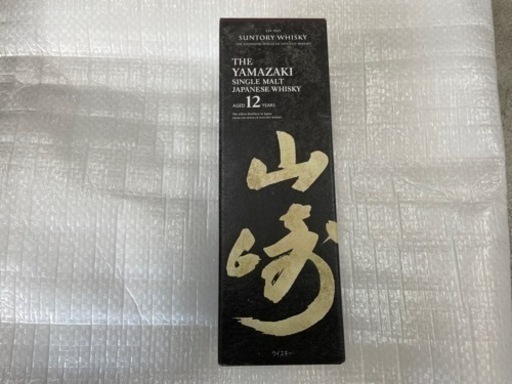 SUNTORY WHISKY
THE
YAMAZAKI
SINGLE MALT
JAPANESE WHISKY
AGED 12 YEARS
山崎
ウイスキー